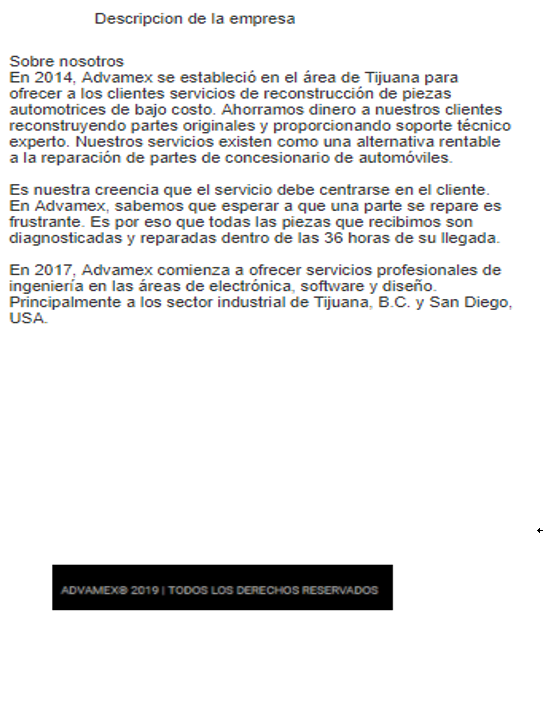 Descripcion de la empresa
Sobre nosotros
En 2014, Advamex se estableció en el área de Tijuana para
ofrecer a los clientes servicios de reconstrucción de piezas
automotrices de bajo costo. Ahorramos dinero a nuestros clientes
reconstruyendo partes originales y proporcionando soporte técnico
experto. Nuestros servicios existen como una alternativa rentable
a la reparación de partes de concesionario de automóviles.
Es nuestra creencia que el servicio debe centrarse en el cliente.
En Advamex, sabemos que esperar a que una parte se repare es
frustrante. Es por eso que todas las piezas que recibimos son
diagnosticadas y reparadas dentro de las 36 horas de su llegada.
En 2017, Advamex comienza a ofrecer servicios profesionales de
ingeniería en las áreas de electrónica, software y diseño.
Principalmente a los sector industrial de Tijuana, B.C. y San Diego,
USA.
ADVAMEX® 2019 | TODOS LOS DERECHOS RESERVADOS